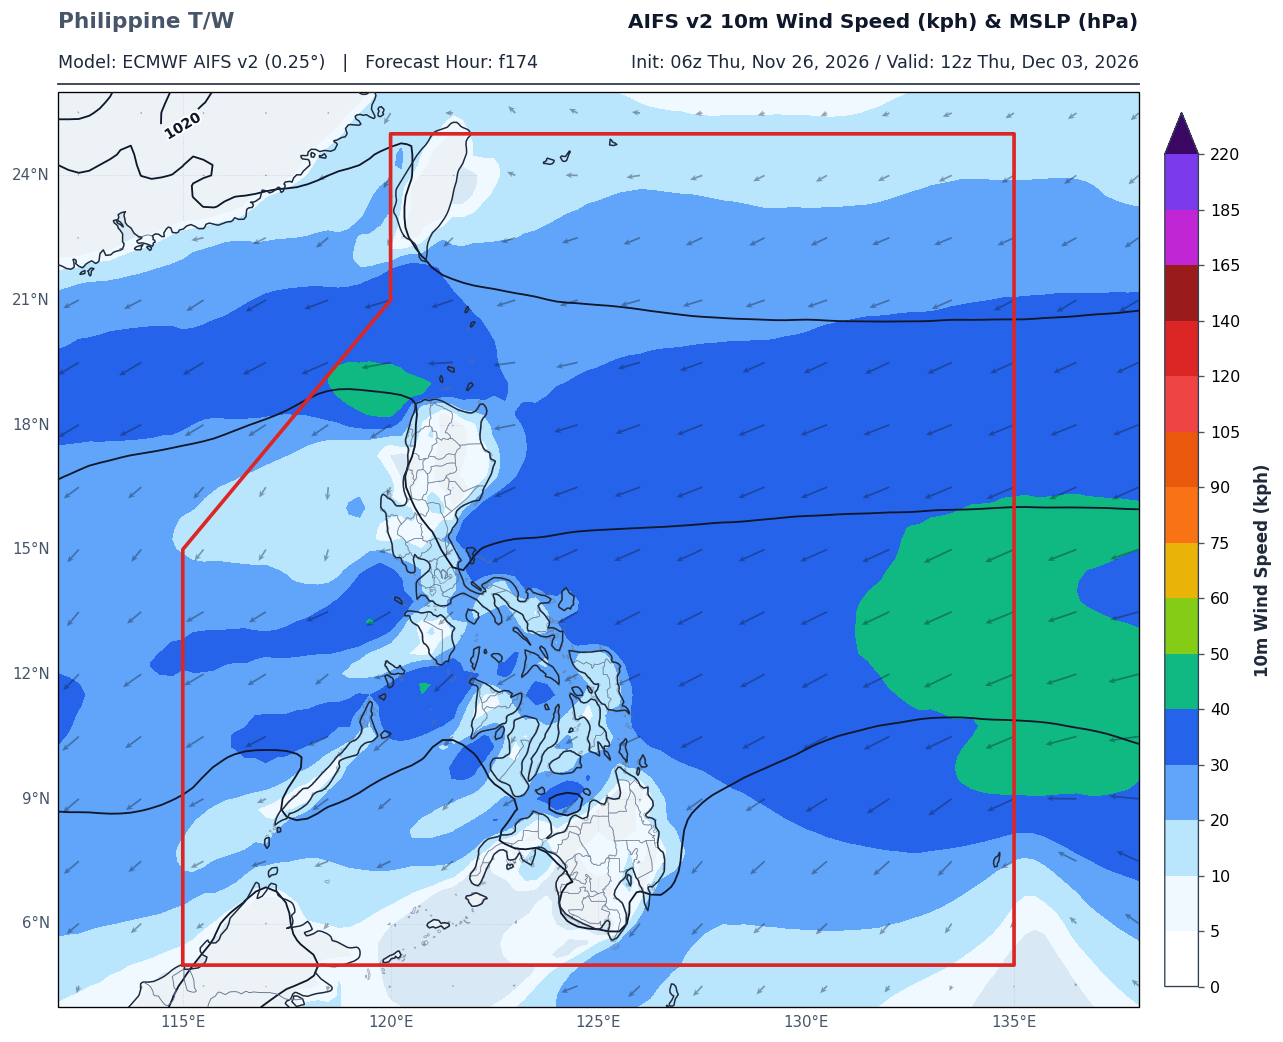 Philippine T/W
AIFS v2 10m Wind Speed (kph) & MSLP (hPa)
Model: ECMWF AIFS v2 (0.25°)   |   Forecast Hour: f174
Init: 06z Thu, Nov 26, 2026 / Valid: 12z Thu, Dec 03, 2026
1020
24°N
21°N
18°N
15°N
12°N
9°N
6°N
115°E
120°E
125°E
130°E
135°E
220
185
165
140
120
105
90
75
60
50
40
30
20
10
5
0
10m Wind Speed (kph)